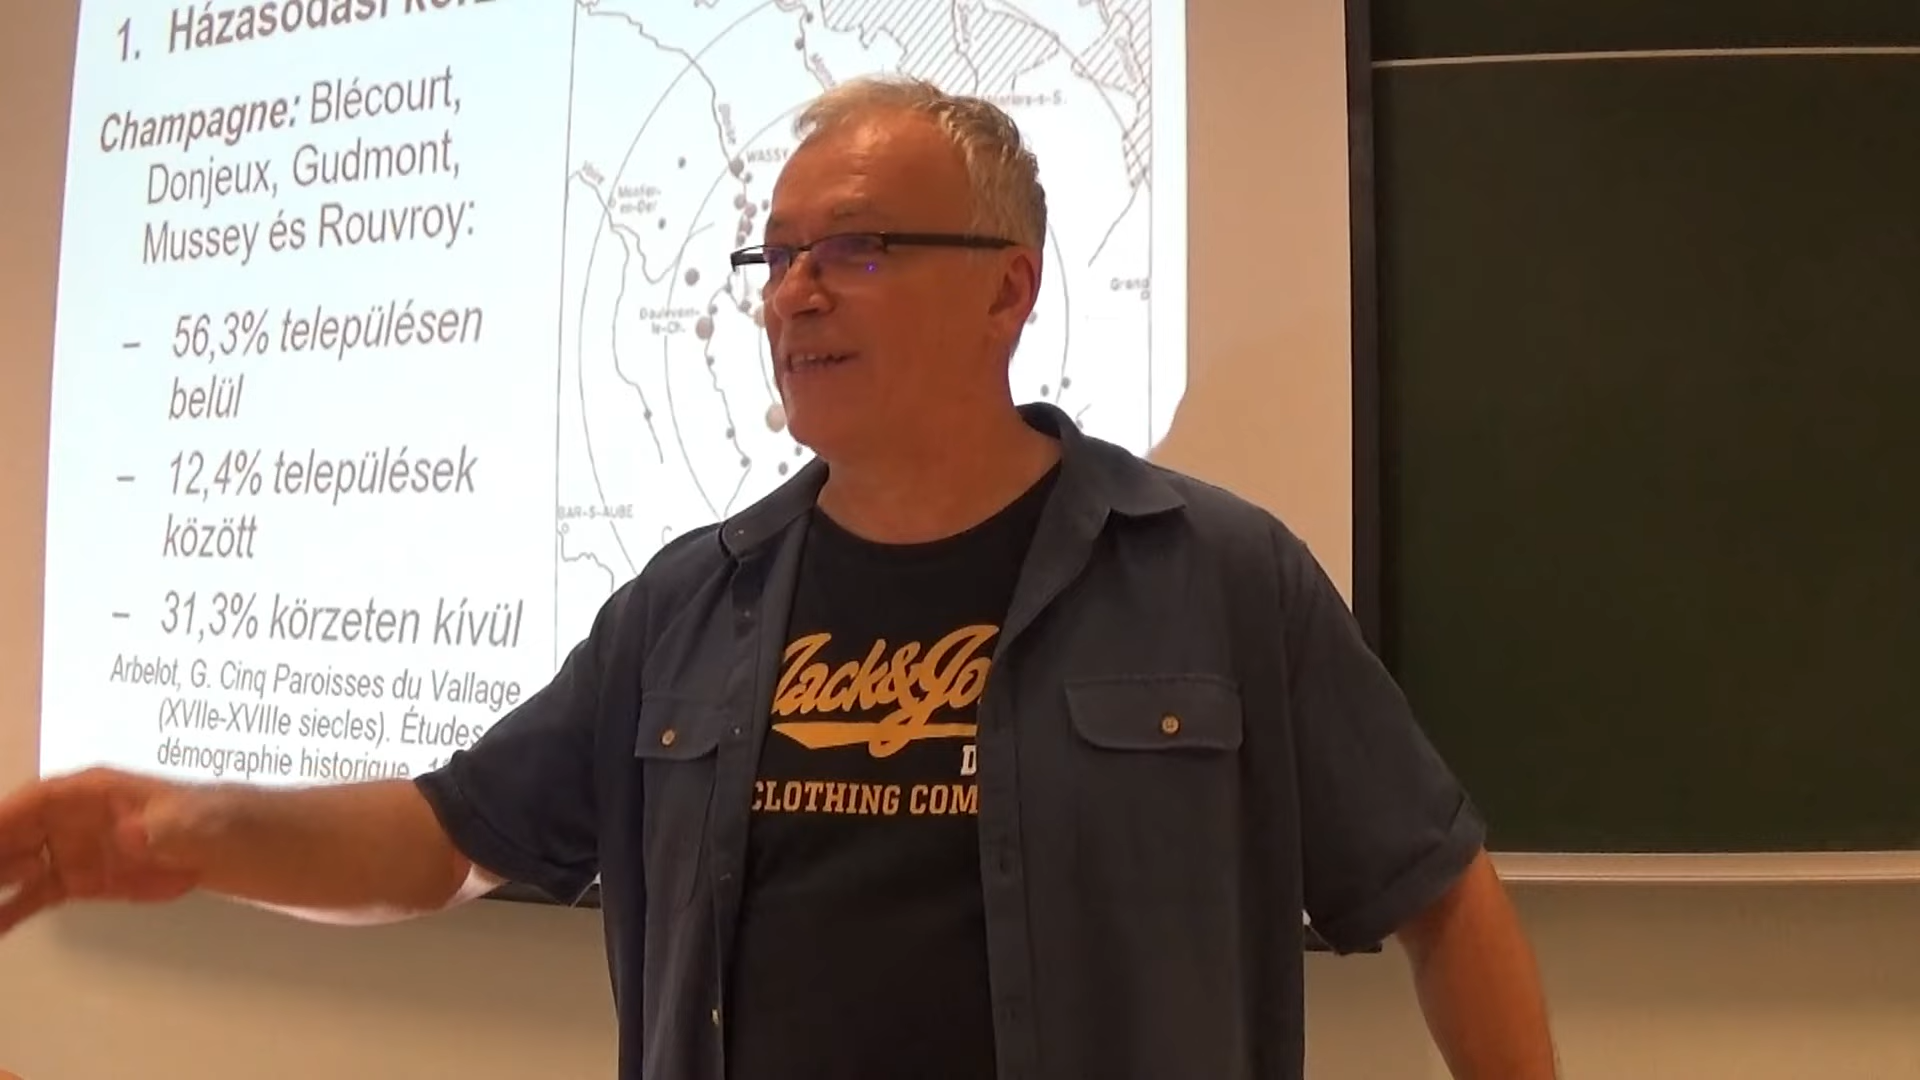 1. Házasodási
Champagne: Blécourt,
Donjeux, Gudmont,
Mussey és Rouvroy:
– 56,3% településen
belül
– 12,4% települések
között
– 31,3% körzeten kívül
Arbelot, G. Cinq Paroisses du Vallage
(XVIIe-XVIIIe siecles). Études
démographie historique
WASSY
Grand
BAR-S-AUBE
Jack&Jo
D
CLOTHING COM